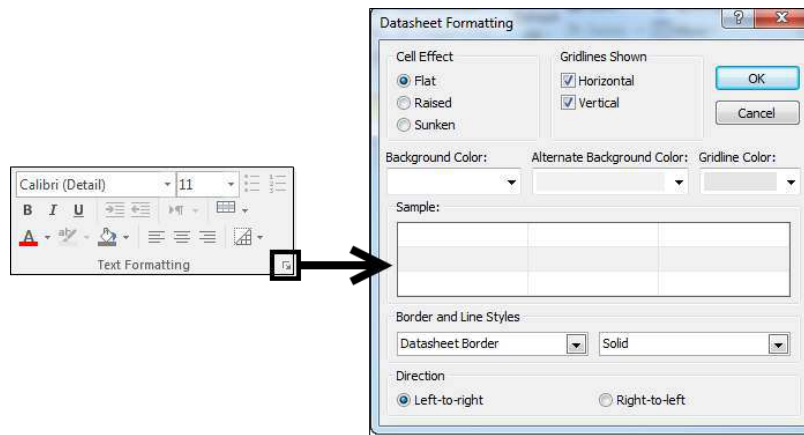 Calibri (Detail) 11
B I U
A ab
Text Formatting
Datasheet Formatting
Cell Effect
Flat
Raised
Sunken
Gridlines Shown
Horizontal
Vertical
OK
Cancel
Background Color: Alternate Background Color: Gridline Color:
Sample:
Border and Line Styles
Datasheet Border Solid
Direction
Left-to-right Right-to-left